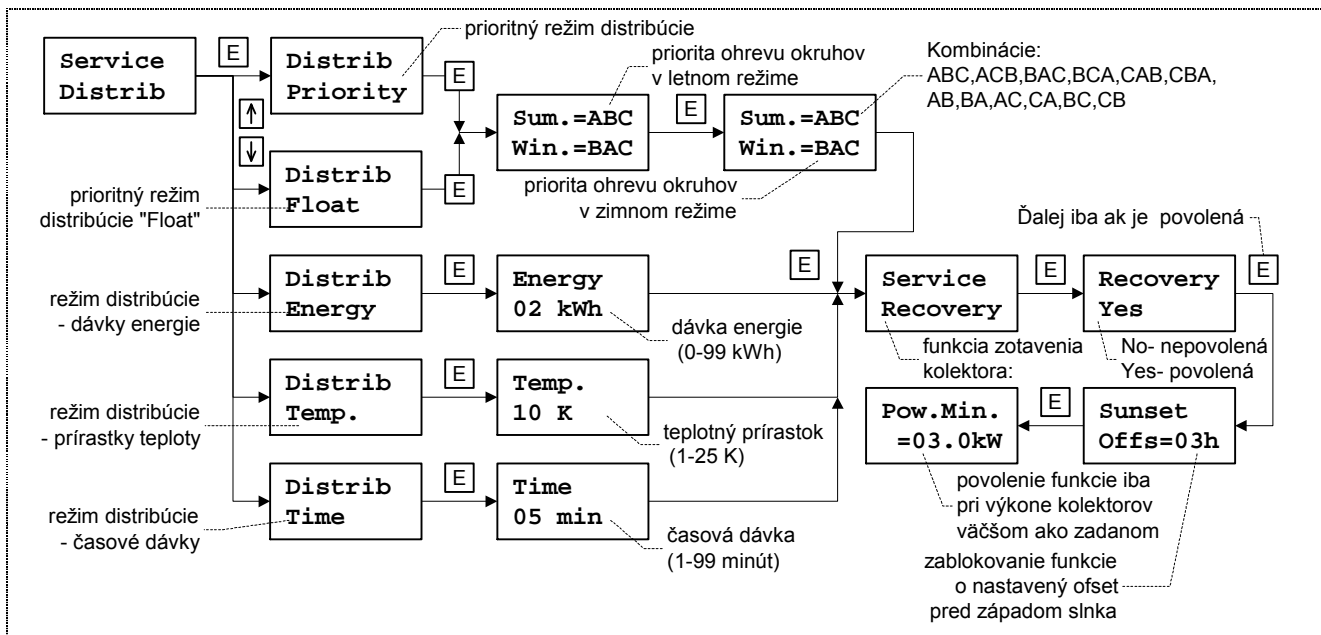 Service
Distrib
E
Distrib
Priority
prioritný režim distribúcie
E
↑
↓
Distrib
Float
E
prioritný režim
distribúcie "Float"
priorita ohrevu okruhov
v letnom režime
Sum.=ABC
Win.=BAC
E
Sum.=ABC
Win.=BAC
priorita ohrevu okruhov
v zimnom režime
Kombinácie:
ABC,ACB,BAC,BCA,CAB,CBA,
AB,BA,AC,CA,BC,CB
Distrib
Energy
režim distribúcie
- dávky energie
E
Energy
02 kWh
dávka energie
(0-99 kWh)
Distrib
Temp.
režim distribúcie
- prírastky teploty
E
Temp.
10 K
teplotný prírastok
(1-25 K)
Distrib
Time
režim distribúcie
- časové dávky
E
Time
05 min
časová dávka
(1-99 minút)
E
Service
Recovery
funkcia zotavenia
kolektora:
E
Recovery
Yes
No- nepovolená
Yes- povolená
Ďalej iba ak je povolená
E
Sunset
Offs=03h
zablokovanie funkcie
o nastavený ofset
pred západom slnka
E
Pow.Min.
=03.0kW
povolenie funkcie iba
pri výkone kolektorov
väčšom ako zadanom